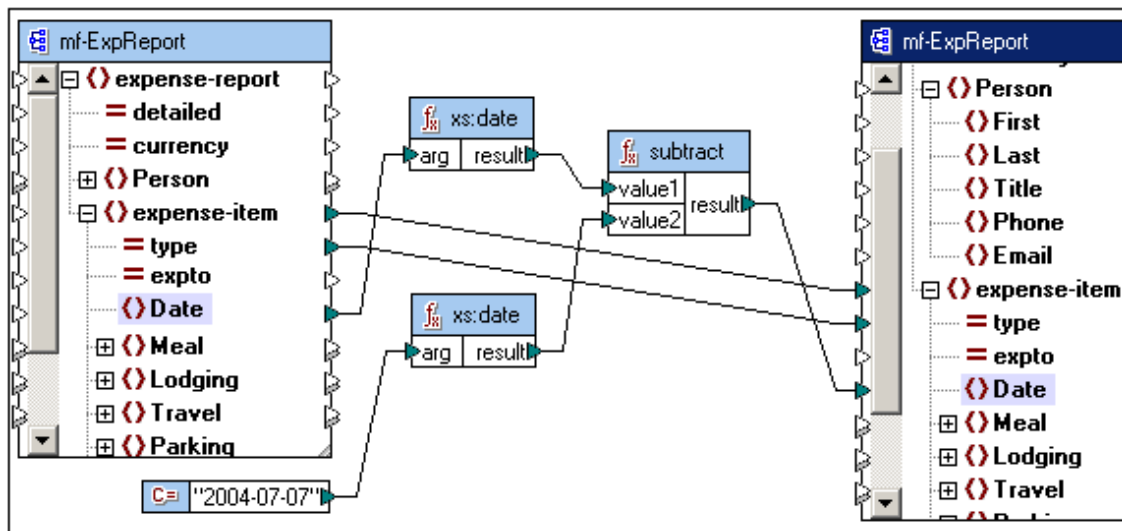 mf-ExpReport
expense-report
detailed
currency
Person
expense-item
type
expto
Date
Meal
Lodging
Travel
Parking
C= "2004-07-07"
xs:date
arg result
xs:date
arg result
subtract
value1
value2
result
mf-ExpReport
Person
First
Last
Title
Phone
Email
expense-item
type
expto
Date
Meal
Lodging
Travel